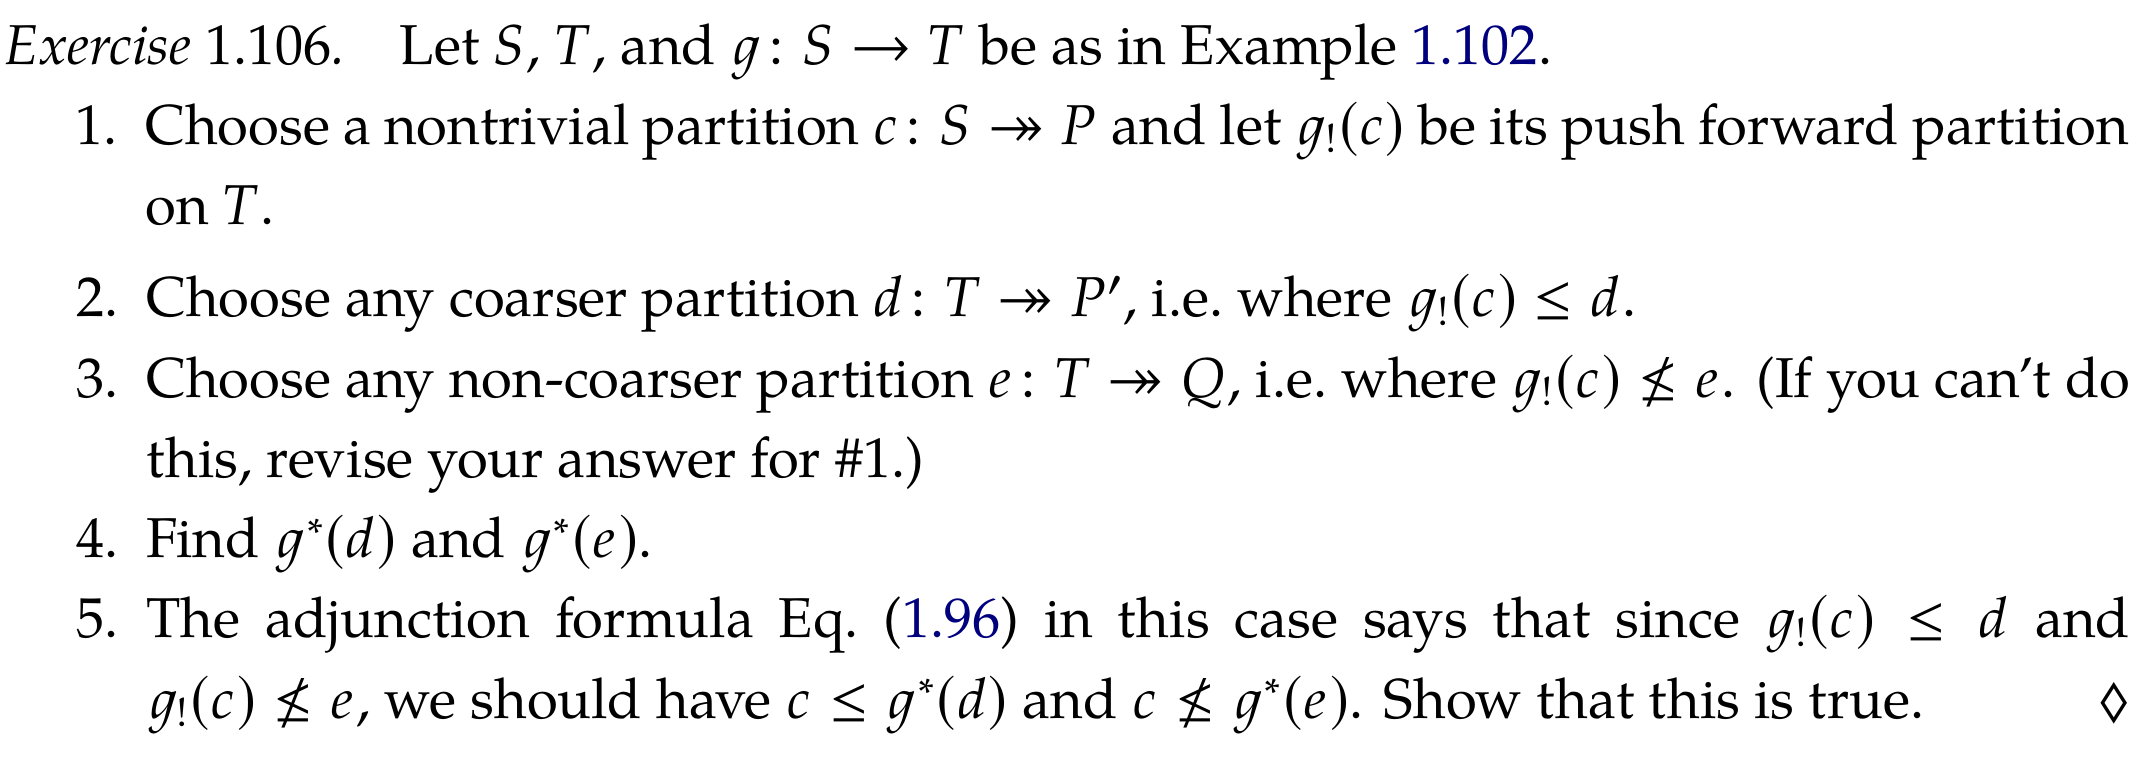 Exercise 1.106. Let S, T, and g : S → T be as in Example 1.102.
1. Choose a nontrivial partition c : S ↠ P and let g!(c) be its push forward partition
on T.
2. Choose any coarser partition d : T ↠ P′, i.e. where g!(c) ≤ d.
3. Choose any non-coarser partition e : T ↠ Q, i.e. where g!(c) ≰ e. (If you can't do
this, revise your answer for #1.)
4. Find g*(d) and g*(e).
5. The adjunction formula Eq. (1.96) in this case says that since g!(c) ≤ d and
g!(c) ≰ e, we should have c ≤ g*(d) and c ≰ g*(e). Show that this is true. ◊